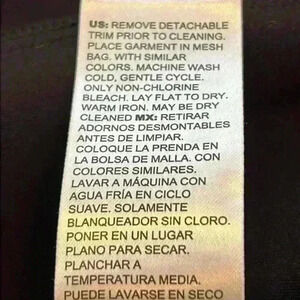 US: REMOVE DETACHABLE
TRIM PRIOR TO CLEANING.
PLACE GARMENT IN MESH
BAG. WITH SIMILAR
COLORS. MACHINE WASH
COLD, GENTLE CYCLE.
ONLY NON-CHLORINE
BLEACH. LAY FLAT TO DRY.
WARM IRON. MAY BE DRY
CLEANED MX: RETIRAR
ADORNOS DESMONTABLES
ANTES DE LIMPIAR.
COLOQUE LA PRENDA EN
LA BOLSA DE MALLA. CON
COLORES SIMILARES.
LAVAR A MÁQUINA CON
AGUA FRÍA EN CICLO
SUAVE. SOLAMENTE
BLANQUEADOR SIN CLORO.
PONER EN UN LUGAR
PLANO PARA SECAR.
PLANCHAR A
TEMPERATURA MEDIA.
PUEDE LAVARSE EN SECO